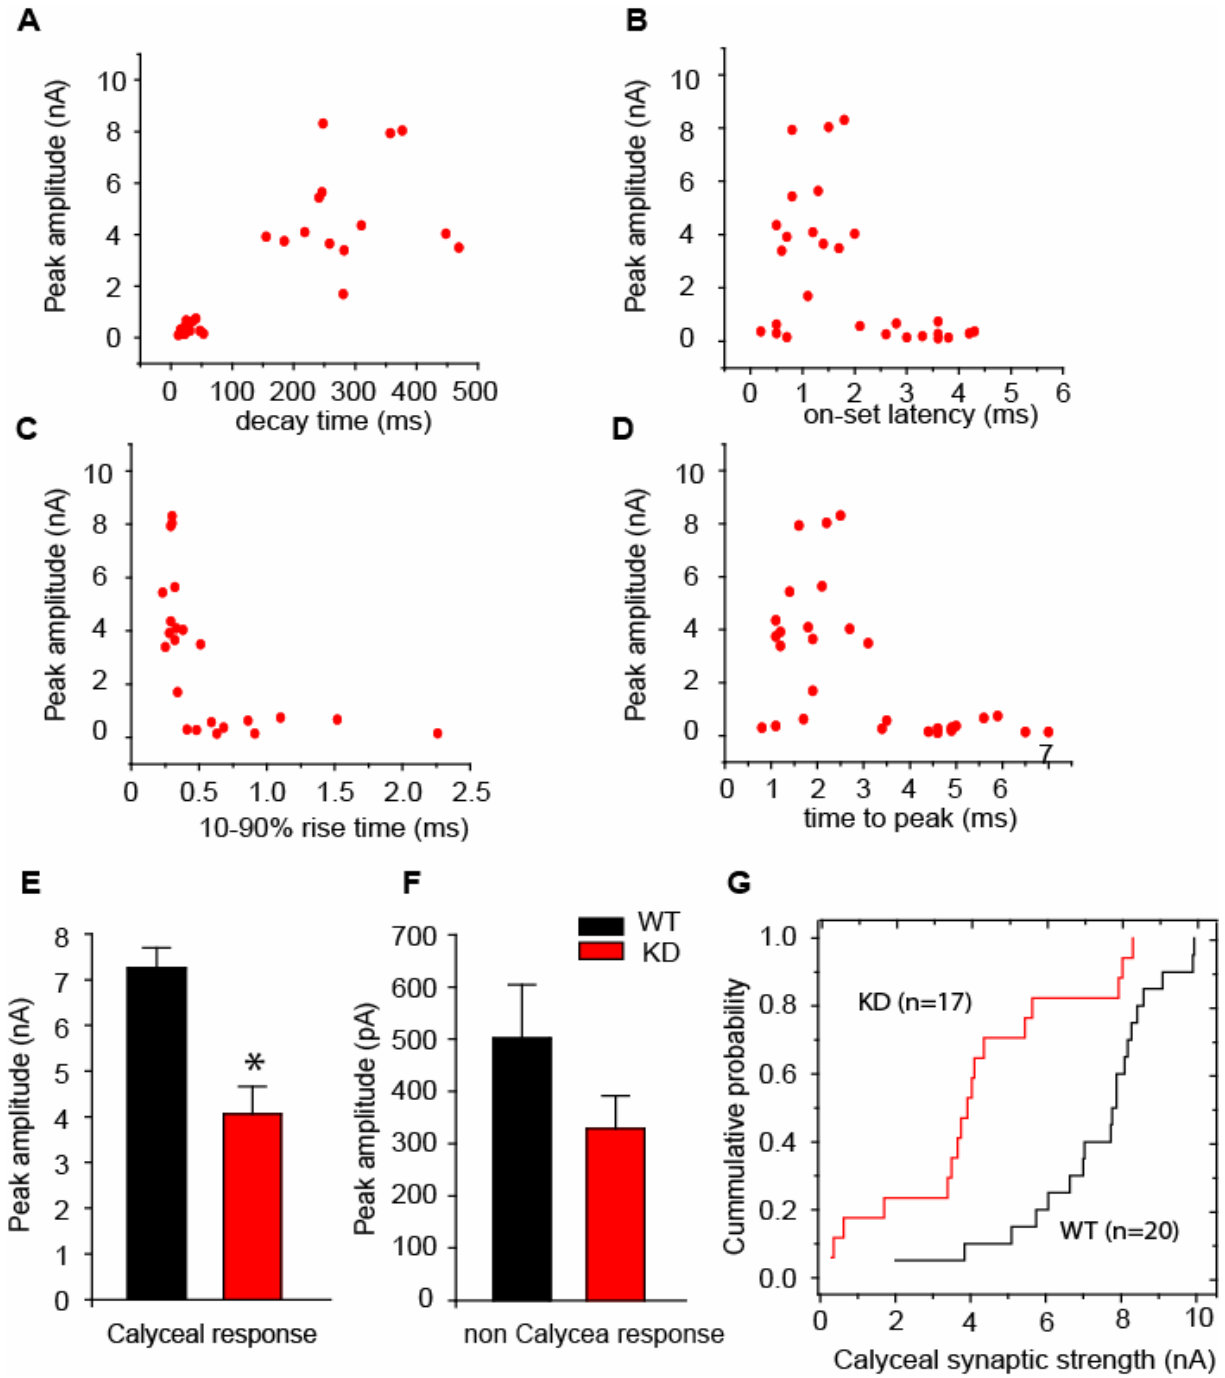 A
Peak amplitude (nA)
10
8
6
4
2
0
0 100 200 300 400 500
decay time (ms)
B
Peak amplitude (nA)
10
8
6
4
2
0
0 1 2 3 4 5 6
on-set latency (ms)
C
Peak amplitude (nA)
10
8
6
4
2
0
0 0.5 1.0 1.5 2.0 2.5
10-90% rise time (ms)
D
Peak amplitude (nA)
10
8
6
4
2
0
0 1 2 3 4 5 6 7
time to peak (ms)
E
Peak amplitude (nA)
8
7
6
5
4
3
2
1
0
*
Calyceal response
F
Peak amplitude (pA)
700
600
500
400
300
200
100
0
WT
KD
non Calycea response
G
Cummulative probability
1.0
0.8
0.6
0.4
0.2
0.0
KD (n=17)
WT (n=20)
0 2 4 6 8 10
Calyceal synaptic strength (nA)